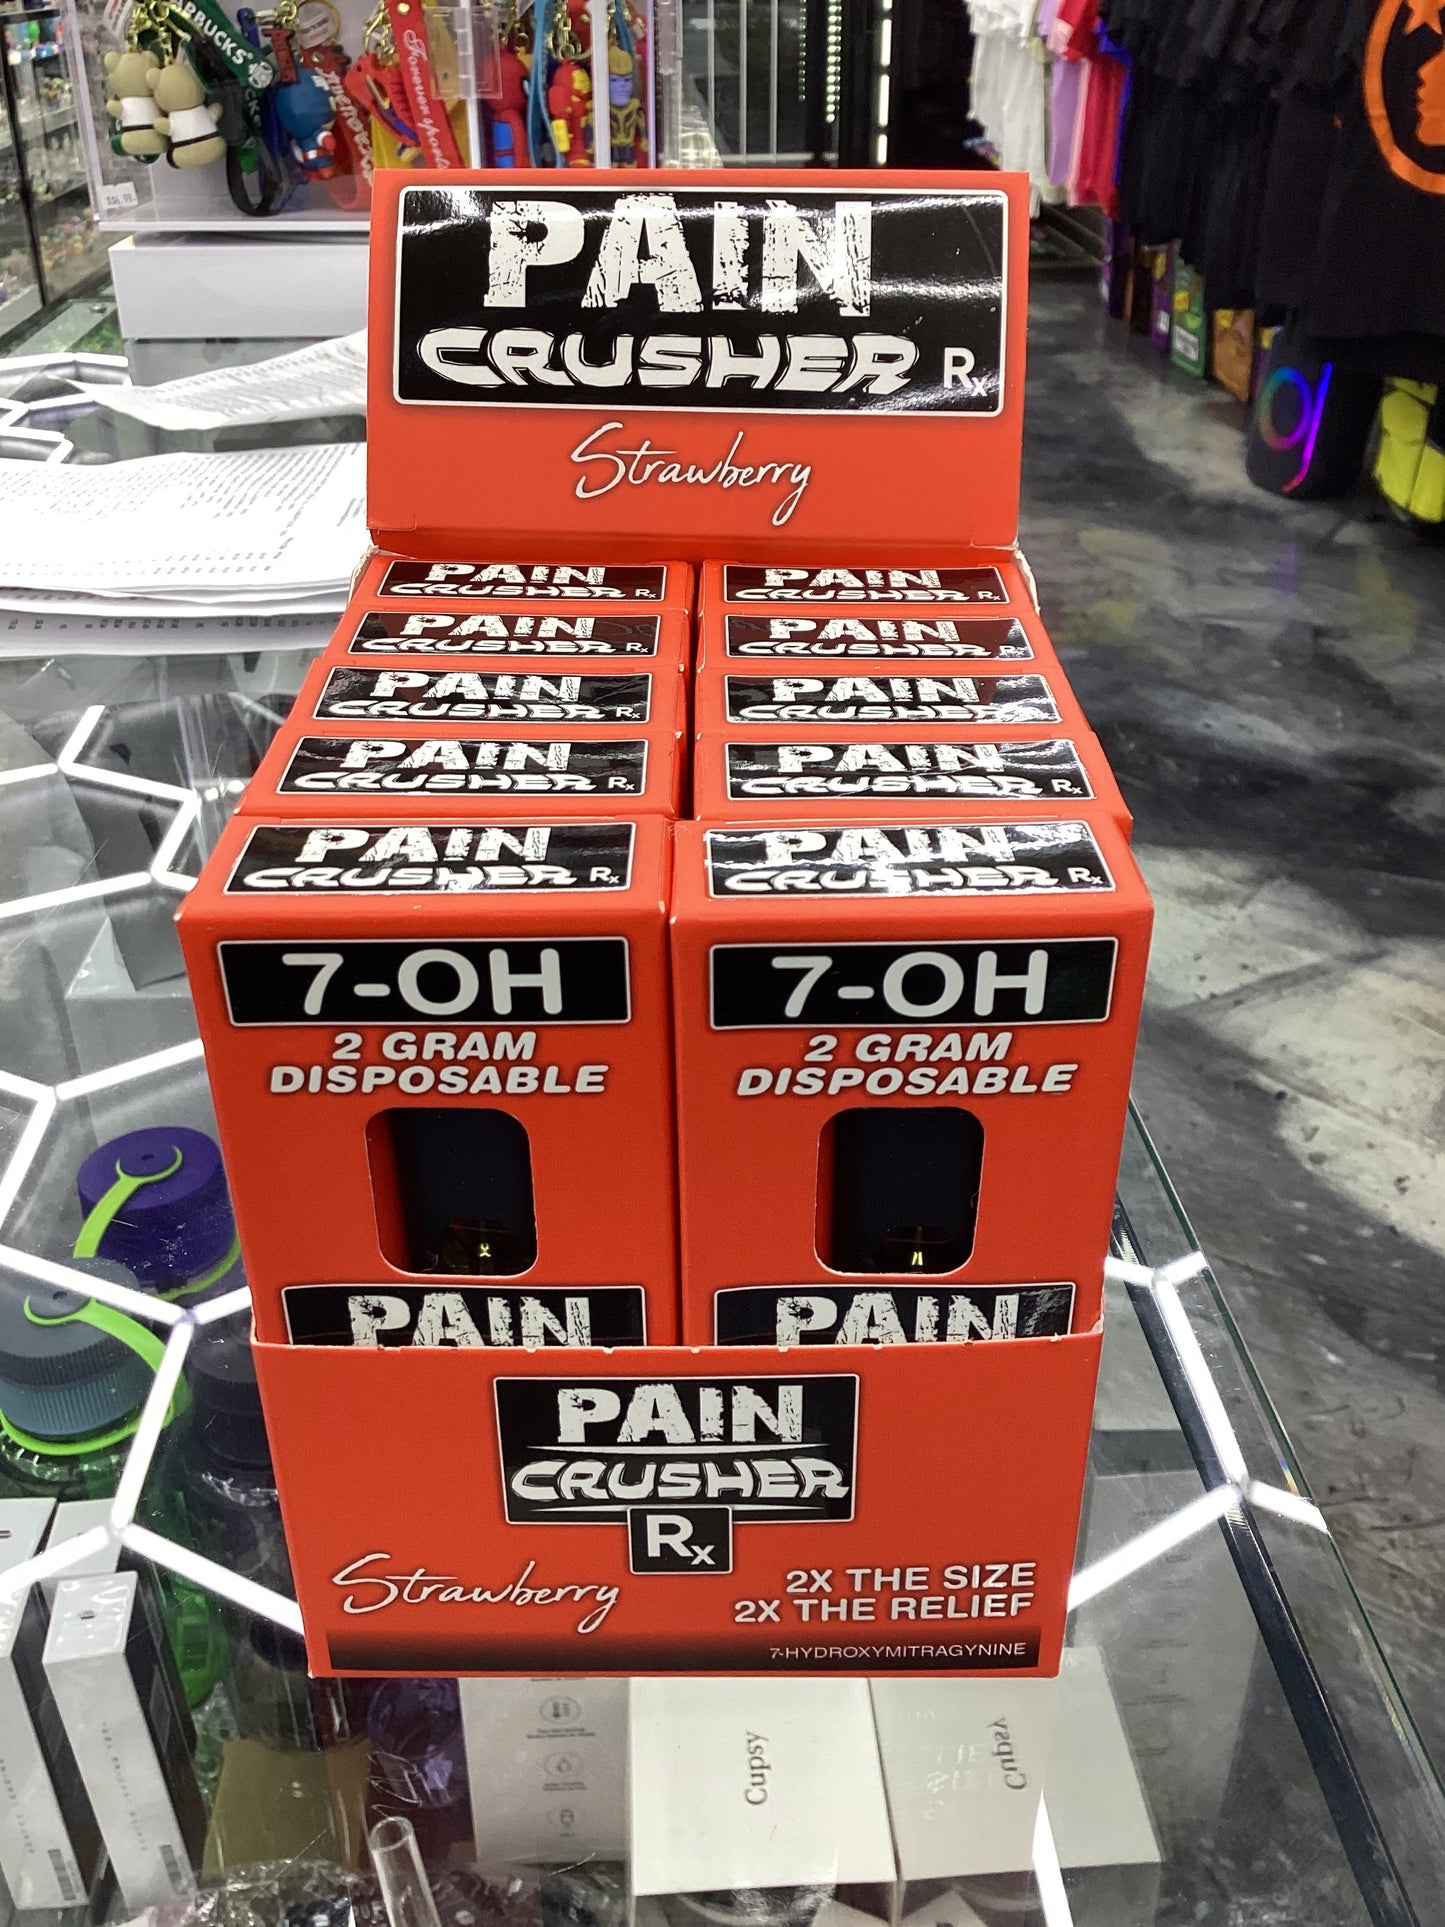 STARBUCKS
Forever sports
PAIN
CRUSHER Rx
Strawberry
PAIN
CRUSHER Rx
PAIN
CRUSHER Rx
PAIN
CRUSHER Rx
PAIN
CRUSHER Rx
PAIN
CRUSHER Rx
PAIN
CRUSHER
PAIN
CRUSHER Rx
PAIN
CRUSHER Rx
PAIN
CRUSHER Rx
PAIN
CRUSHER Rx
7-OH
2 GRAM
DISPOSABLE
7-OH
2 GRAM
DISPOSABLE
PAIN
PAIN
PAIN
CRUSHER
Rx
Strawberry
2X THE SIZE
2X THE RELIEF
7-HYDROXYMITRAGYNINE
Cupsy
Cupsy